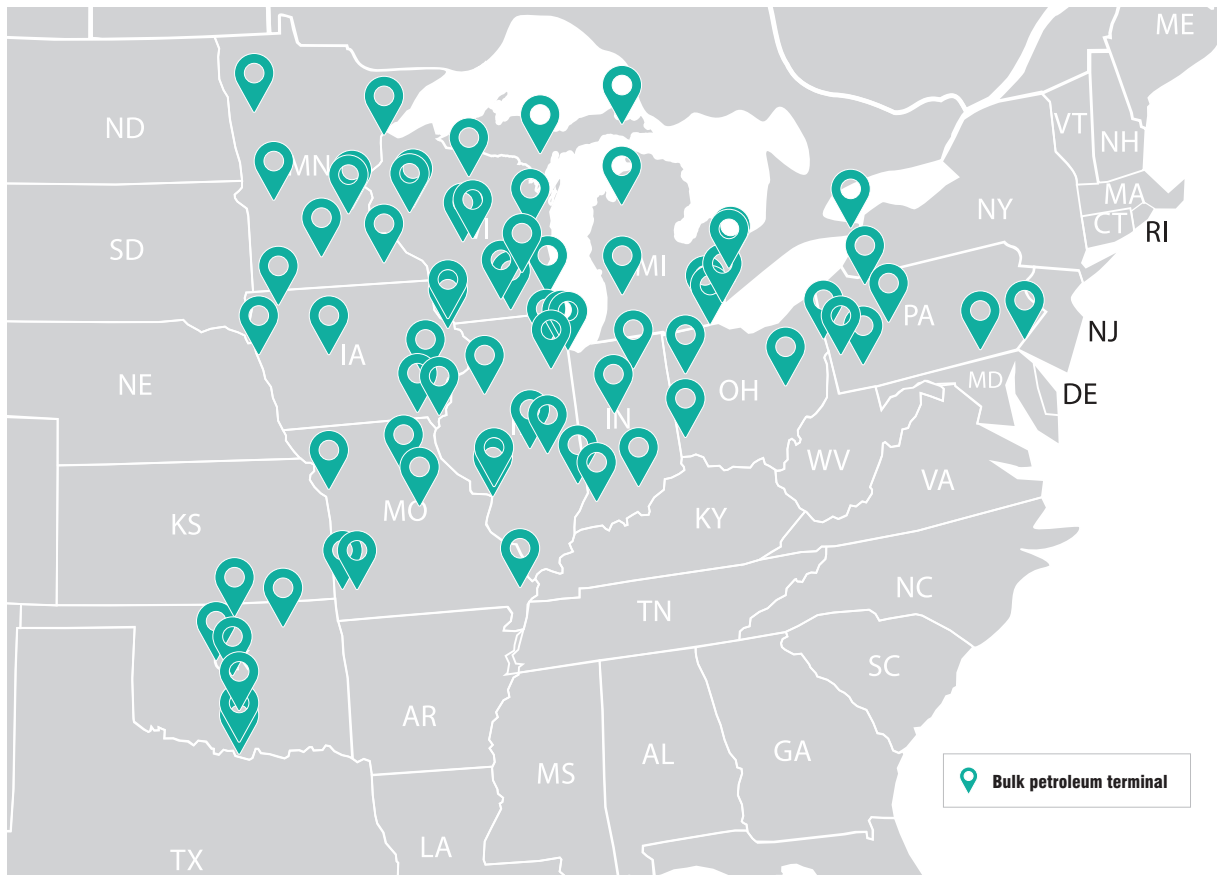 ME
ND
VT
NH
MN
MA
NY
CT
RI
WI
SD
MI
PA
NJ
IA
NE
OH
MD
DE
IN
WV
VA
MO
KS
KY
NC
TN
SC
AR
GA
AL
MS
Bulk petroleum terminal
LA
TX